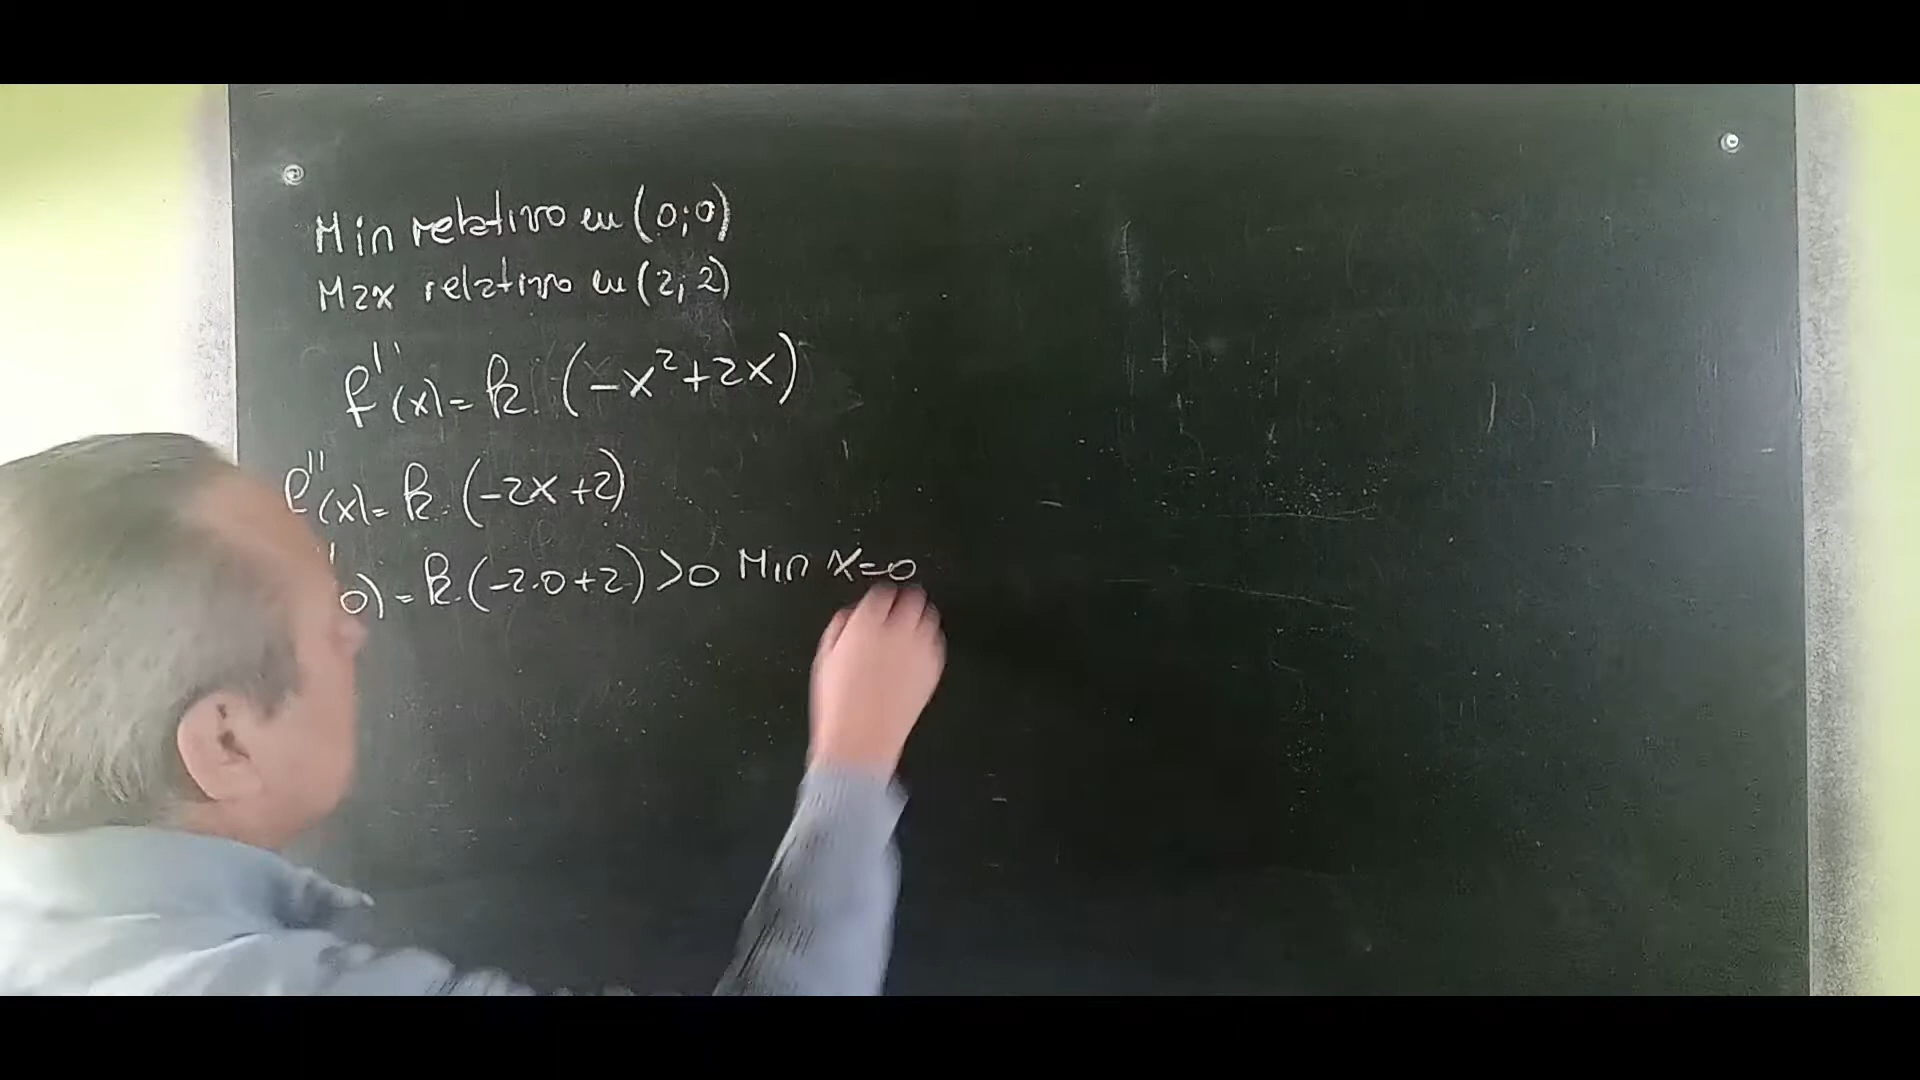 Min relativo en (0;0)
Max relativo en (2;2)
f'(x)= k. (-x²+2x)
f''(x)= k. (-2x+2)
0) = k.(-2.0+2) >0 Min x=0